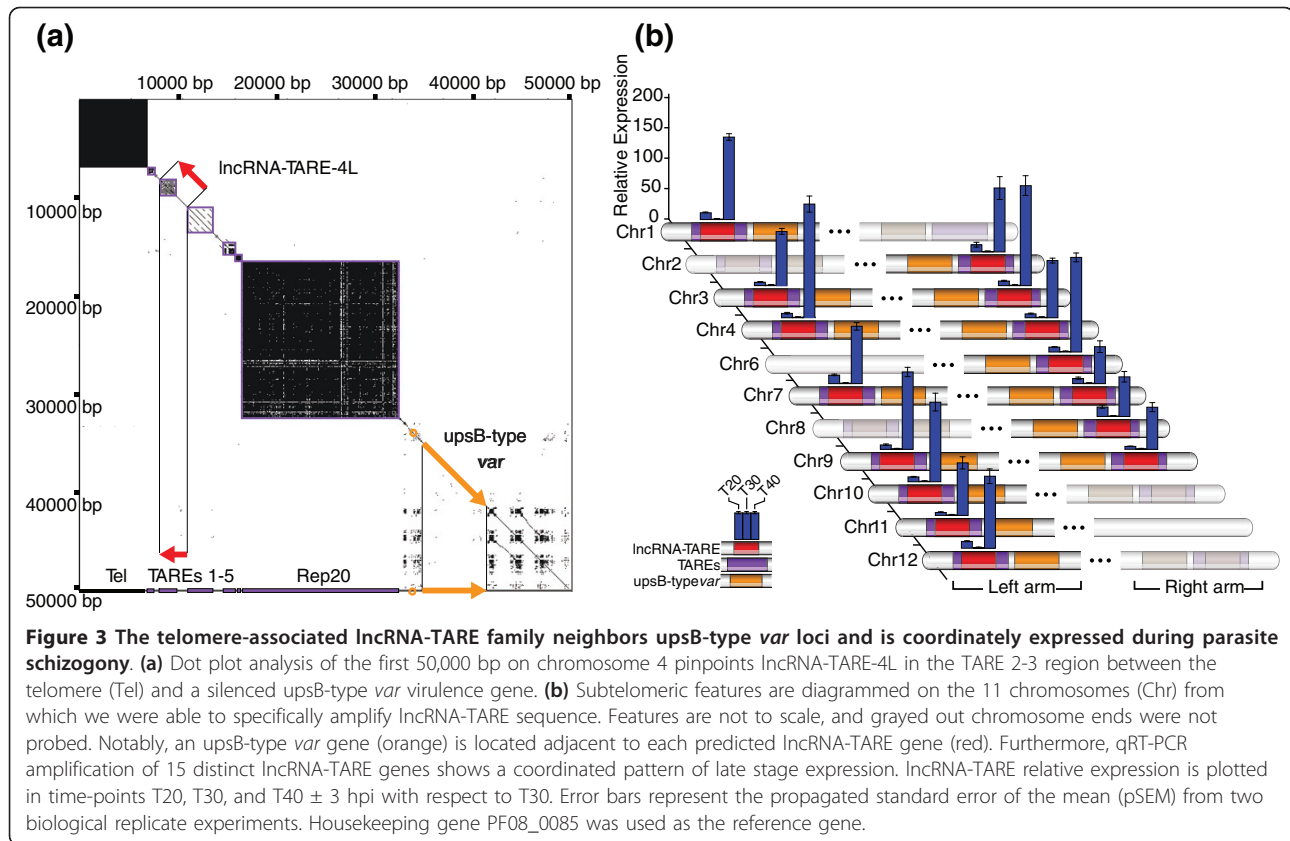 (a)
10000 bp 20000 bp 30000 bp 40000 bp 50000 bp
lncRNA-TARE-4L
10000 bp
20000 bp
30000 bp
upsB-type
var
40000 bp
Tel TAREs 1-5 Rep20
50000 bp
(b)
Relative Expression
200
150
100
50
0
Chr1
Chr2
Chr3
Chr4
Chr6
Chr7
Chr8
Chr9
Chr10
Chr11
Chr12
T20 T30 T40
lncRNA-TARE
TAREs
upsB-typevar
Left arm Right arm
Figure 3 The telomere-associated lncRNA-TARE family neighbors upsB-type var loci and is coordinately expressed during parasite
schizogony. (a) Dot plot analysis of the first 50,000 bp on chromosome 4 pinpoints lncRNA-TARE-4L in the TARE 2-3 region between the
telomere (Tel) and a silenced upsB-type var virulence gene. (b) Subtelomeric features are diagrammed on the 11 chromosomes (Chr) from
which we were able to specifically amplify lncRNA-TARE sequence. Features are not to scale, and grayed out chromosome ends were not
probed. Notably, an upsB-type var gene (orange) is located adjacent to each predicted lncRNA-TARE gene (red). Furthermore, qRT-PCR
amplification of 15 distinct lncRNA-TARE genes shows a coordinated pattern of late stage expression. lncRNA-TARE relative expression is plotted
in time-points T20, T30, and T40 ± 3 hpi with respect to T30. Error bars represent the propagated standard error of the mean (pSEM) from two
biological replicate experiments. Housekeeping gene PF08_0085 was used as the reference gene.